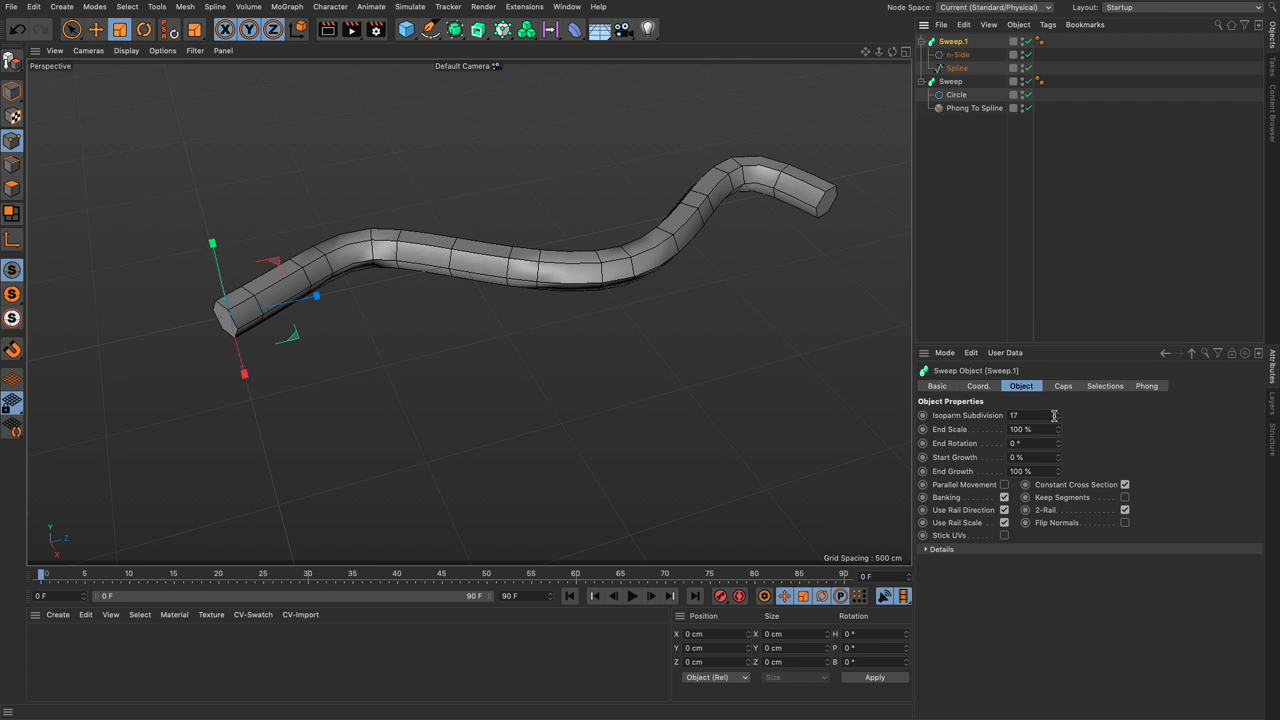 File Edit Create Modes Select Tools Mesh Spline Volume MoGraph Character Animate Simulate Tracker Render Extensions Window Help Node Space: Current (Standard/Physical) Layout: Startup
X Y Z
File Edit View Object Tags Bookmarks
View Cameras Display Options Filter Panel
Perspective Default Camera
Sweep.1
n-Side
Spline
Sweep
Circle
Phong To Spline
Objects
Takes
Content Browser
S
S
S
Mode Edit User Data
Sweep Object [Sweep.1]
Basic Coord. Object Caps Selections Phong
Object Properties
Isoparm Subdivision 17
End Scale 100 %
End Rotation 0 °
Start Growth 0 %
End Growth 100 %
Parallel Movement Constant Cross Section
Banking Keep Segments
Use Rail Direction 2-Rail
Use Rail Scale Flip Normals
Stick UVs
Details
Attributes
Layers
Structure
Y
Z
X
Grid Spacing : 500 cm
0 5 10 15 20 25 30 35 40 45 50 55 60 65 70 75 80 85 90 0 F
0 F 0 F 90 F 90 F P
Create Edit View Select Material Texture CV-Swatch CV-Import
Position Size Rotation
X 0 cm X 0 cm H 0 °
Y 0 cm Y 0 cm P 0 °
Z 0 cm Z 0 cm B 0 °
Object (Rel) Size Apply